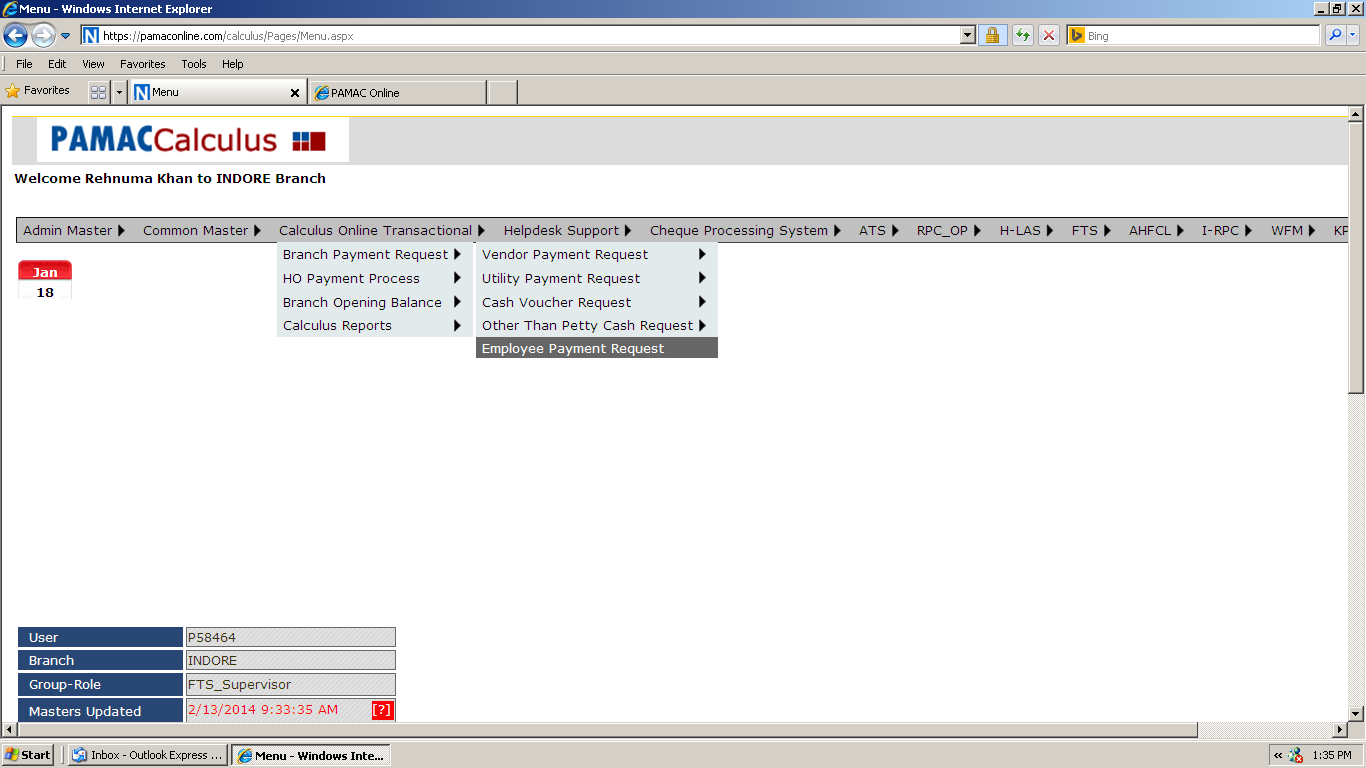 Menu - Windows Internet Explorer
https://pamaconline.com/calculus/Pages/Menu.aspx
Bing
File Edit View Favorites Tools Help
Favorites
Menu
PAMAC Online
PAMACCalculus
Welcome Rehnuma Khan to INDORE Branch
Admin Master Common Master Calculus Online Transactional Helpdesk Support Cheque Processing System ATS RPC_OP H-LAS FTS AHFCL I-RPC WFM KP
Branch Payment Request Vendor Payment Request
HO Payment Process Utility Payment Request
Branch Opening Balance Cash Voucher Request
Calculus Reports Other Than Petty Cash Request
Employee Payment Request
Jan
18
User P58464
Branch INDORE
Group-Role FTS_Supervisor
Masters Updated 2/13/2014 9:33:35 AM [?]
Start Inbox - Outlook Express ... Menu - Windows Inte... « 1:35 PM